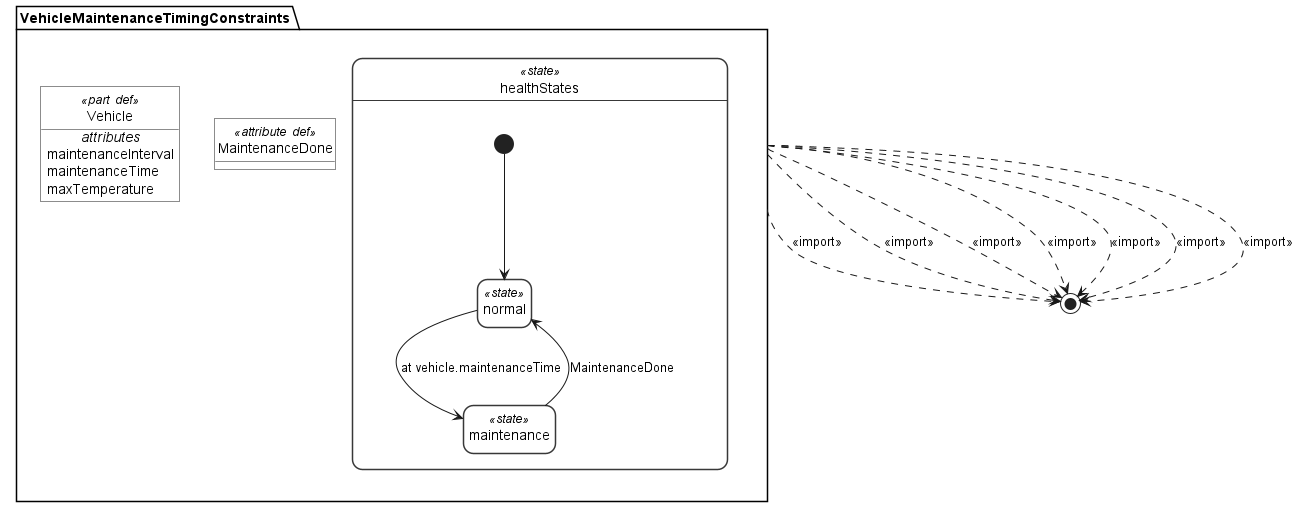 VehicleMaintenanceTimingConstraints
«part def»
Vehicle
attributes
maintenanceInterval
maintenanceTime
maxTemperature
«attribute def»
MaintenanceDone
«state»
healthStates
«state»
normal
at vehicle.maintenanceTime
MaintenanceDone
«state»
maintenance
«import»
«import»
«import»
«import»
«import»
«import»
«import»